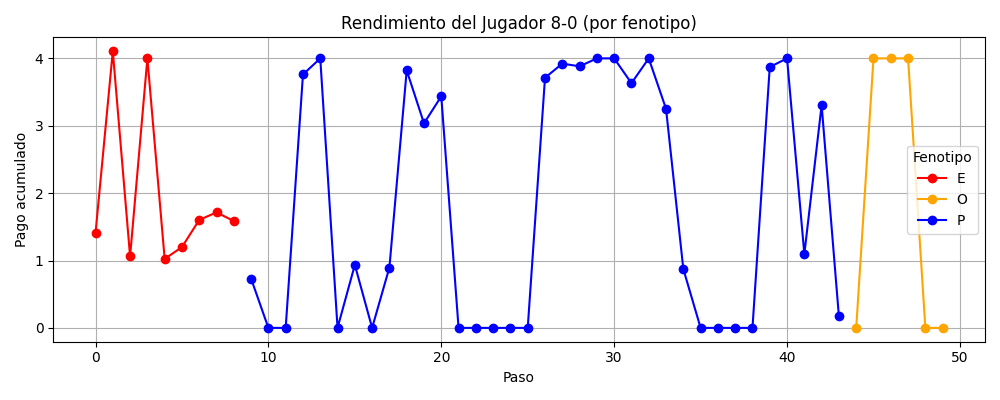 Rendimiento del Jugador 8-0 (por fenotipo)
Pago acumulado
4
3
2
1
0
0
10
20
30
40
50
Paso
Fenotipo
E
O
P